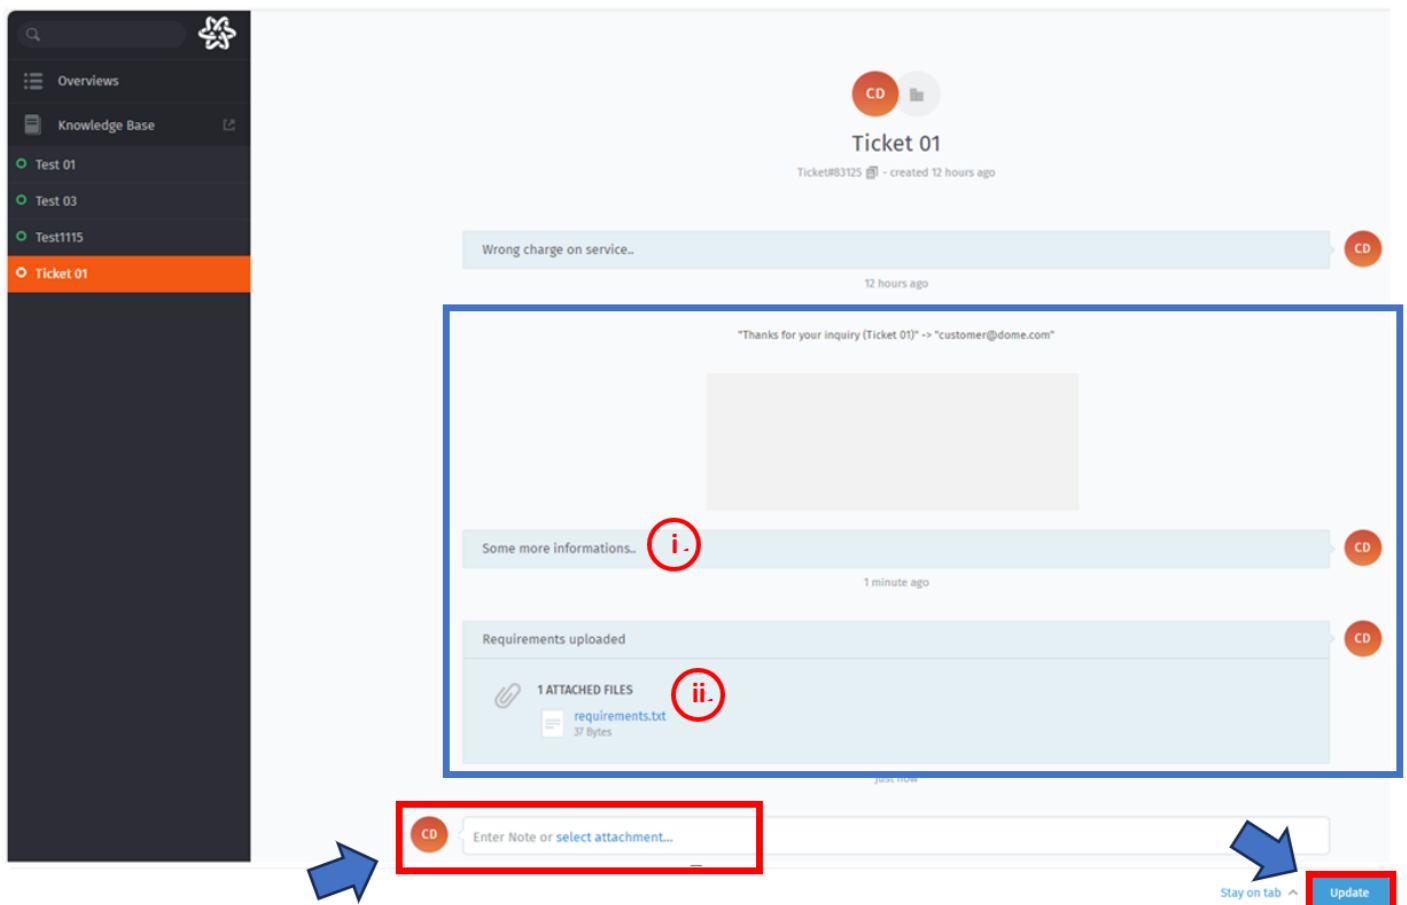 Overviews
Knowledge Base
Test 01
Test 03
Test1115
Ticket 01
CD
Ticket 01
Ticket#83125 - created 12 hours ago
Wrong charge on service..
CD
12 hours ago
"Thanks for your inquiry (Ticket 01)" -> "customer@dome.com"
Some more informations..
i.
CD
1 minute ago
Requirements uploaded
CD
1 ATTACHED FILES
ii.
requirements.txt
37 Bytes
just now
CD
Enter Note or select attachment...
Stay on tab
Update